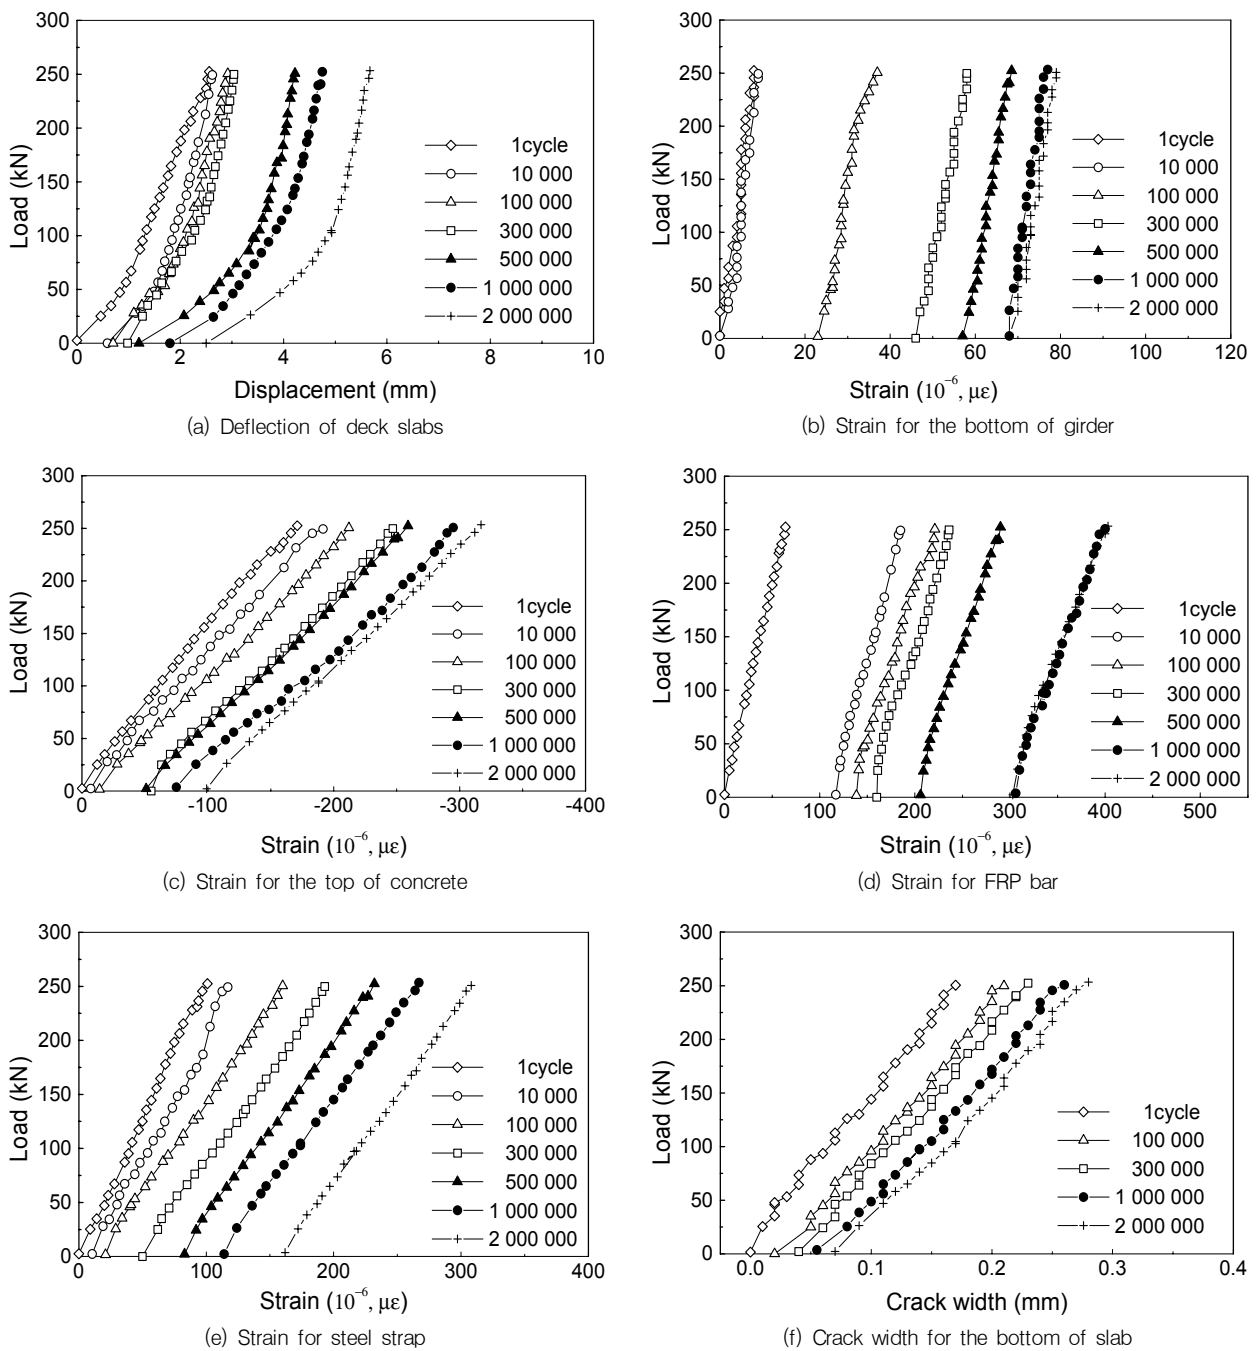 300
250
200
150
100
50
0
Load (kN)
1cycle
10 000
100 000
300 000
500 000
1 000 000
2 000 000
0 2 4 6 8 10
Displacement (mm)
(a) Deflection of deck slabs
300
250
200
150
100
50
0
Load (kN)
1cycle
10 000
100 000
300 000
500 000
1 000 000
2 000 000
0 20 40 60 80 100 120
Strain (10⁻⁶, με)
(b) Strain for the bottom of girder
300
250
200
150
100
50
0
Load (kN)
1cycle
10 000
100 000
300 000
500 000
1 000 000
2 000 000
0 -100 -200 -300 -400
Strain (10⁻⁶, με)
(c) Strain for the top of concrete
300
250
200
150
100
50
0
Load (kN)
1cycle
10 000
100 000
300 000
500 000
1 000 000
2 000 000
0 100 200 300 400 500
Strain (10⁻⁶, με)
(d) Strain for FRP bar
300
250
200
150
100
50
0
Load (kN)
1cycle
10 000
100 000
300 000
500 000
1 000 000
2 000 000
0 100 200 300 400
Strain (10⁻⁶, με)
(e) Strain for steel strap
300
250
200
150
100
50
0
Load (kN)
1cycle
100 000
300 000
1 000 000
2 000 000
0.0 0.1 0.2 0.3 0.4
Crack width (mm)
(f) Crack width for the bottom of slab